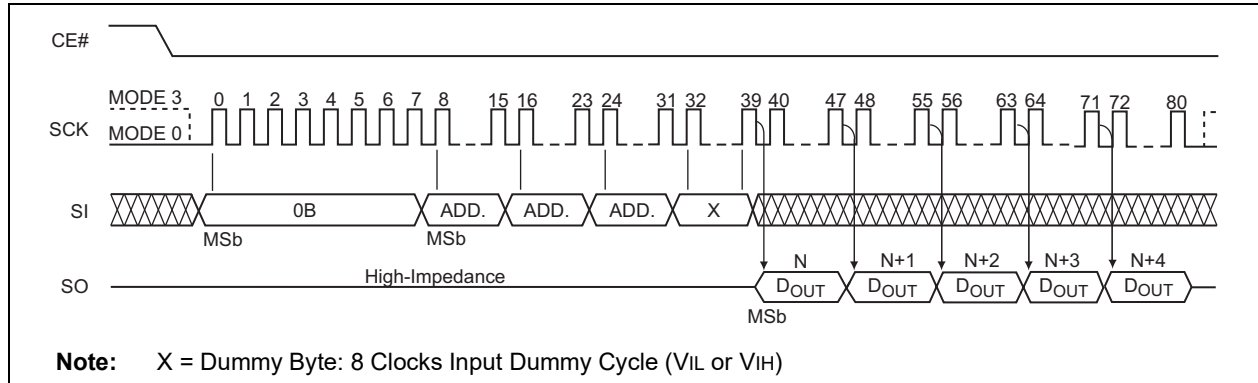 CE#
MODE 3
0 1 2 3 4 5 6 7 8 15 16 23 24 31 32 39 40 47 48 55 56 63 64 71 72 80
SCK
MODE 0
SI
0B
ADD.
ADD.
ADD.
X
MSb
MSb
High-Impedance
N
N+1
N+2
N+3
N+4
SO
DOUT
DOUT
DOUT
DOUT
DOUT
MSb
Note: X = Dummy Byte: 8 Clocks Input Dummy Cycle (VIL or VIH)